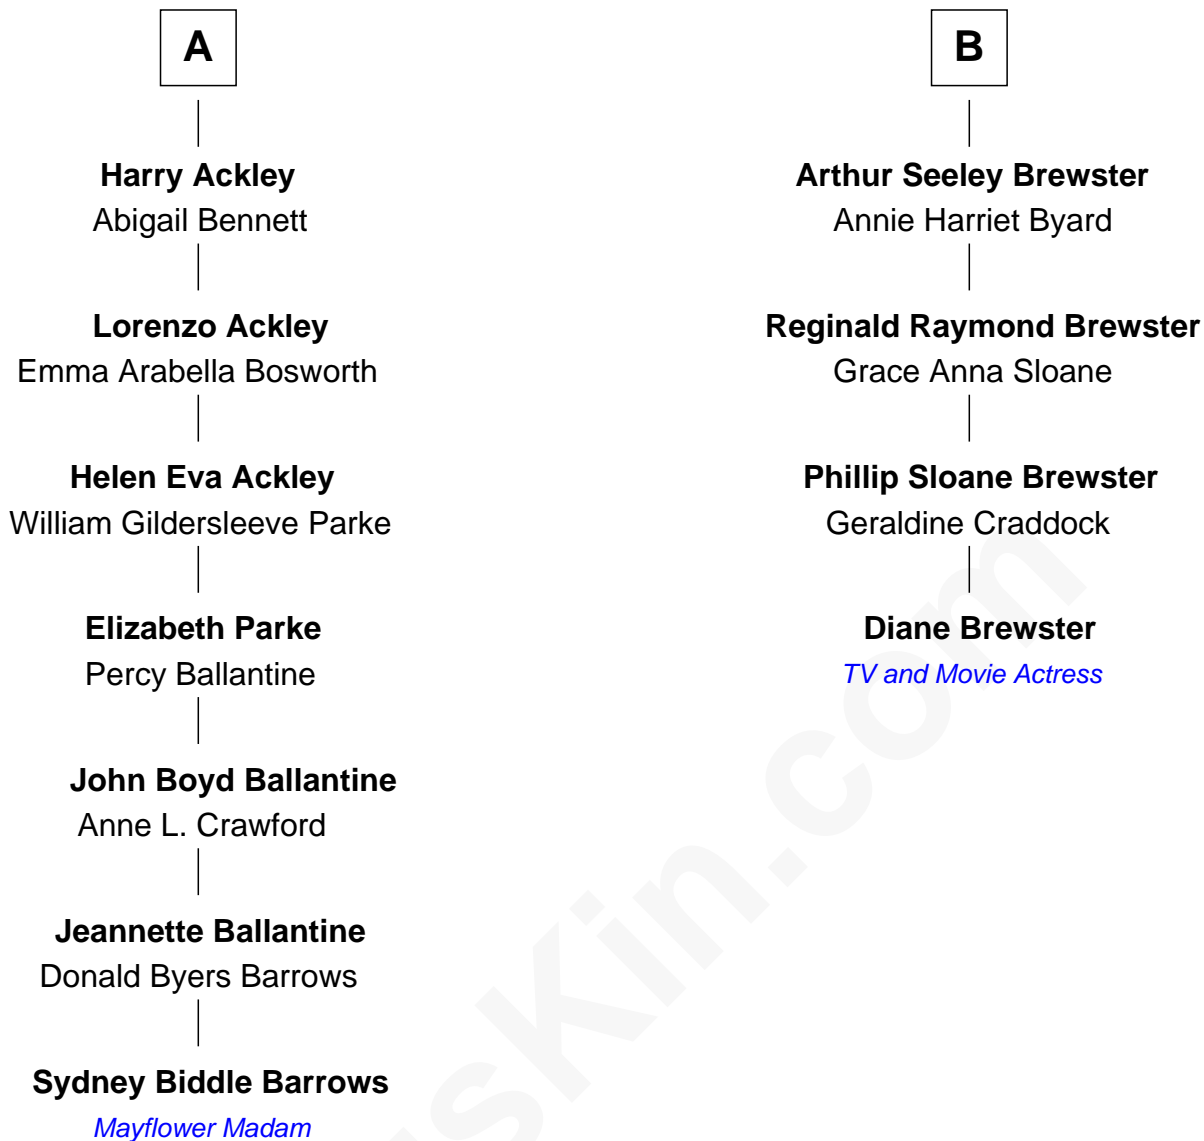 A
Harry Ackley
Abigail Bennett
Lorenzo Ackley
Emma Arabella Bosworth
Helen Eva Ackley
William Gildersleeve Parke
Elizabeth Parke
Percy Ballantine
John Boyd Ballantine
Anne L. Crawford
Jeannette Ballantine
Donald Byers Barrows
Sydney Biddle Barrows
Mayflower Madam
B
Arthur Seeley Brewster
Annie Harriet Byard
Reginald Raymond Brewster
Grace Anna Sloane
Phillip Sloane Brewster
Geraldine Craddock
Diane Brewster
TV and Movie Actress
sKin.com